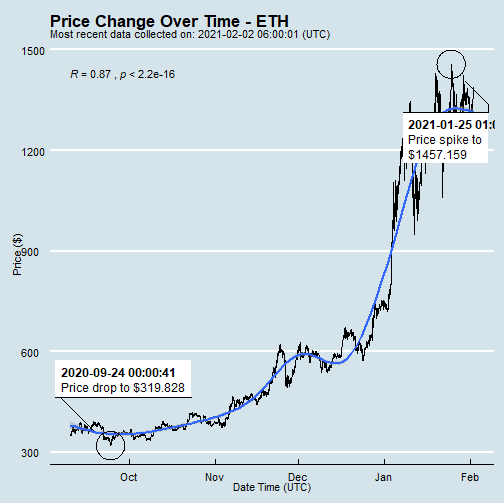 Price Change Over Time - ETH
Most recent data collected on: 2021-02-02 06:00:01 (UTC)
1500
R = 0.87 , p < 2.2e-16
2021-01-25 01:0
Price spike to
$1457.159
1200
900
Price ($)
600
2020-09-24 00:00:41
Price drop to $319.828
300
Oct
Nov
Dec
Jan
Feb
Date Time (UTC)